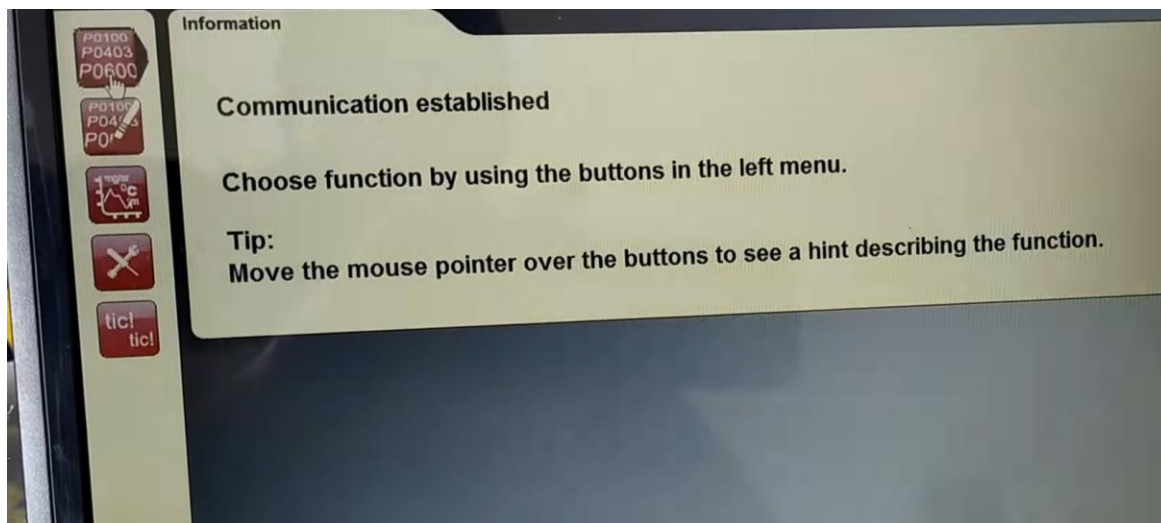 Information
P0100
P0403
P0600
Communication established
P0100
Choose function by using the buttons in the left menu.
Tip:
Move the mouse pointer over the buttons to see a hint describing the function.
°C
tic!
tic!